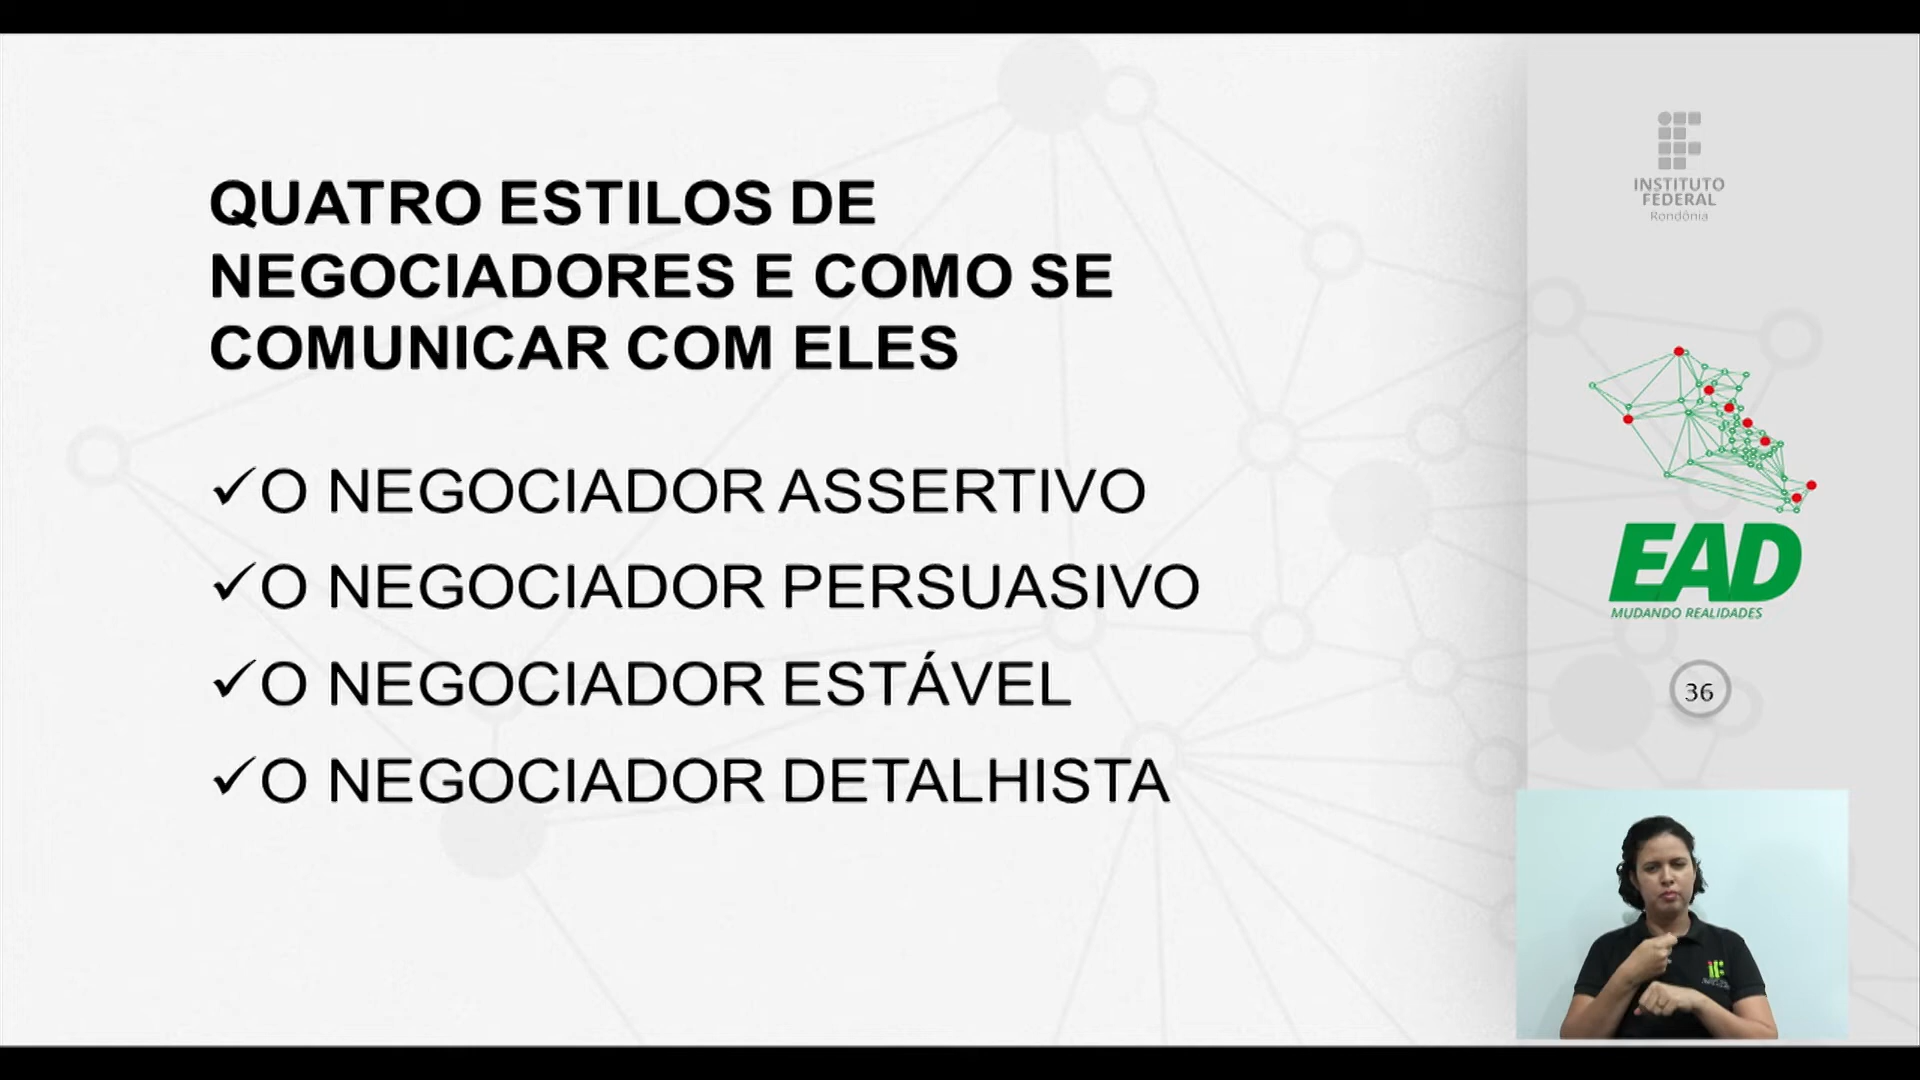 QUATRO ESTILOS DE
NEGOCIADORES E COMO SE
COMUNICAR COM ELES
✓O NEGOCIADOR ASSERTIVO
✓O NEGOCIADOR PERSUASIVO
✓O NEGOCIADOR ESTÁVEL
✓O NEGOCIADOR DETALHISTA
INSTITUTO
FEDERAL
Rondônia
EAD
MUDANDO REALIDADES
36
IF